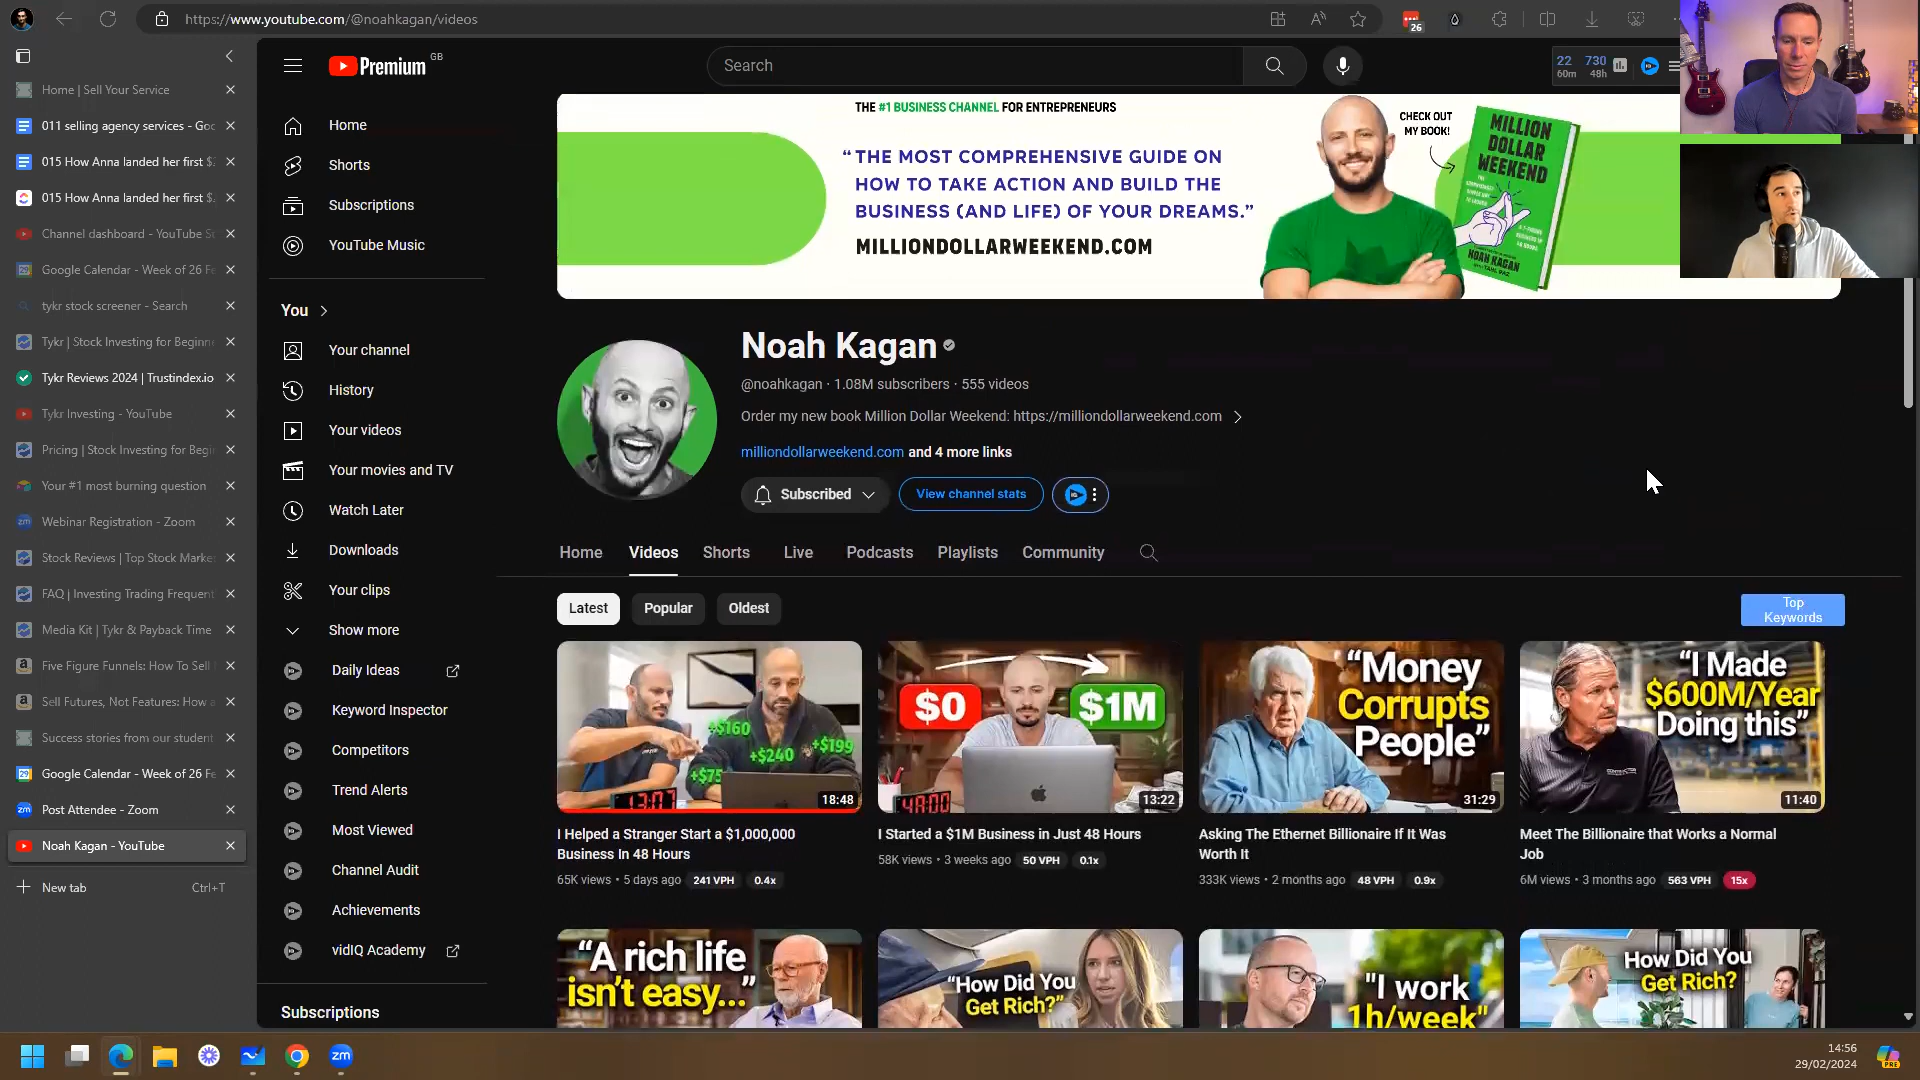 https://www.youtube.com/@noahkagan/videos
26
Home | Sell Your Service
011 selling agency services - Goo
015 How Anna landed her first $
015 How Anna landed her first $
Channel dashboard - YouTube S
Google Calendar - Week of 26 Fe
tykr stock screener - Search
Tykr | Stock Investing for Beginn
Tykr Reviews 2024 | Trustindex.io
Tykr Investing - YouTube
Pricing | Stock Investing for Begi
Your #1 most burning question
Webinar Registration - Zoom
Stock Reviews | Top Stock Marke
FAQ | Investing Trading Frequent
Media Kit | Tykr & Payback Time
Five Figure Funnels: How To Sell
Sell Futures, Not Features: How a
Success stories from our student
Google Calendar - Week of 26 Fe
Post Attendee - Zoom
Noah Kagan - YouTube
New tab
Ctrl+T
Premium
GB
Search
22
60m
730
48h
Home
Shorts
Subscriptions
YouTube Music
You
Your channel
History
Your videos
Your movies and TV
Watch Later
Downloads
Your clips
Show more
Daily Ideas
Keyword Inspector
Competitors
Trend Alerts
Most Viewed
Channel Audit
Achievements
vidIQ Academy
Subscriptions
THE #1 BUSINESS CHANNEL FOR ENTREPRENEURS
“THE MOST COMPREHENSIVE GUIDE ON
HOW TO TAKE ACTION AND BUILD THE
BUSINESS (AND LIFE) OF YOUR DREAMS.”
MILLIONDOLLARWEEKEND.COM
CHECK OUT
MY BOOK!
MILLION
DOLLAR
WEEKEND
NOAH KAGAN
Noah Kagan
@noahkagan · 1.08M subscribers · 555 videos
Order my new book Million Dollar Weekend: https://milliondollarweekend.com
milliondollarweekend.com and 4 more links
Subscribed
View channel stats
Home
Videos
Shorts
Live
Podcasts
Playlists
Community
Latest
Popular
Oldest
Top
Keywords
+$160
+$240
+$199
+$75
13:07
18:48
I Helped a Stranger Start a $1,000,000
Business In 48 Hours
65K views • 5 days ago 241 VPH 0.4x
$0
$1M
48:00
13:22
I Started a $1M Business in Just 48 Hours
58K views • 3 weeks ago 50 VPH 0.1x
“Money
Corrupts
People”
31:29
Asking The Ethernet Billionaire If It Was
Worth It
333K views • 2 months ago 48 VPH 0.9x
“I Made
$600M/Year
Doing this”
11:40
Meet The Billionaire that Works a Normal
Job
6M views • 3 months ago 563 VPH 15x
“A rich life
isn’t easy...”
“How Did You
Get Rich?”
"I work
1h/week"
How Did You
Get Rich?
zm
14:56
29/02/2024
PRE